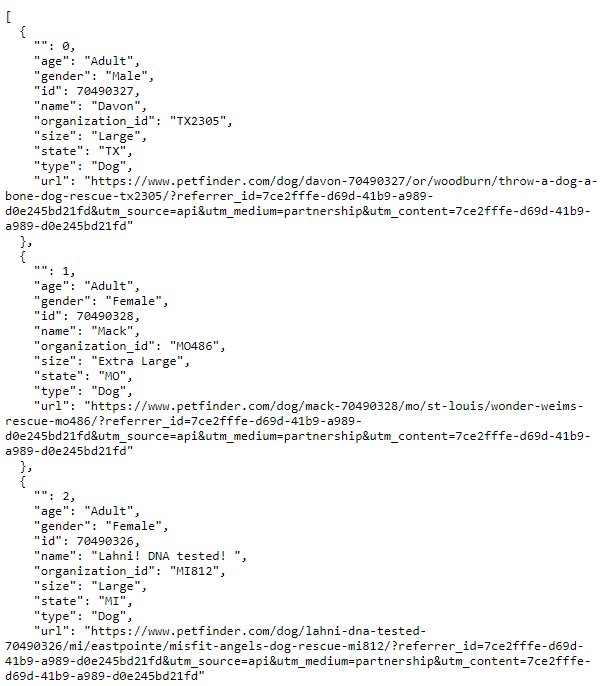 [
  {
    "": 0,
    "age": "Adult",
    "gender": "Male",
    "id": 70490327,
    "name": "Davon",
    "organization_id": "TX2305",
    "size": "Large",
    "state": "TX",
    "type": "Dog",
    "url": "https://www.petfinder.com/dog/davon-70490327/or/woodburn/throw-a-dog-a-
bone-dog-rescue-tx2305/?referrer_id=7ce2fffe-d69d-41b9-a989-
d0e245bd21fd&utm_source=api&utm_medium=partnership&utm_content=7ce2fffe-d69d-41b9-
a989-d0e245bd21fd"
  },
  {
    "": 1,
    "age": "Adult",
    "gender": "Female",
    "id": 70490328,
    "name": "Mack",
    "organization_id": "MO486",
    "size": "Extra Large",
    "state": "MO",
    "type": "Dog",
    "url": "https://www.petfinder.com/dog/mack-70490328/mo/st-louis/wonder-weims-
rescue-mo486/?referrer_id=7ce2fffe-d69d-41b9-a989-
d0e245bd21fd&utm_source=api&utm_medium=partnership&utm_content=7ce2fffe-d69d-41b9-
a989-d0e245bd21fd"
  },
  {
    "": 2,
    "age": "Adult",
    "gender": "Female",
    "id": 70490326,
    "name": "Lahni! DNA tested! ",
    "organization_id": "MI812",
    "size": "Large",
    "state": "MI",
    "type": "Dog",
    "url": "https://www.petfinder.com/dog/lahni-dna-tested-
70490326/mi/eastpointe/misfit-angels-dog-rescue-mi812/?referrer_id=7ce2fffe-d69d-
41b9-a989-d0e245bd21fd&utm_source=api&utm_medium=partnership&utm_content=7ce2fffe-
d69d-41b9-a989-d0e245bd21fd"